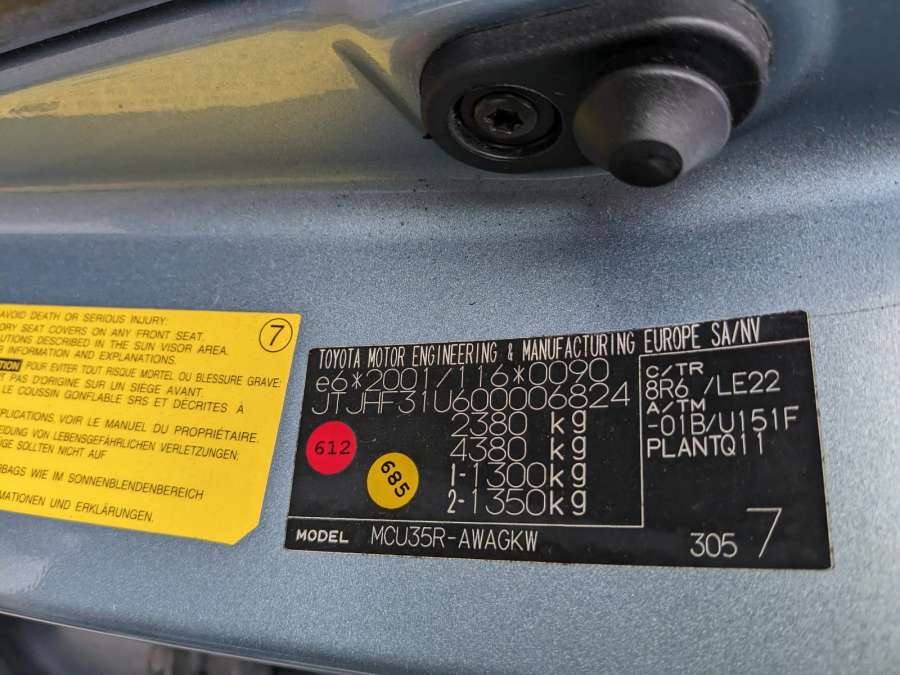 AVOID DEATH OR SERIOUS INJURY:
ORY SEAT COVERS ON ANY FRONT SEAT.
UTIONS DESCRIBED IN THE SUN VISOR AREA.
R INFORMATION AND EXPLANATIONS
POUR EVITER TOUT RISQUE MORTEL OU BLESSURE GRAVE:
PAS D'ORIGINE SUR UN SIÈGE AVANT.
LE COUSSIN GONFLABLE SRS ET DÉCRITES À
PLICATIONS, VOIR LE MANUEL DU PROPRIÉTAIRE.
EIDUNG VON LEBENSGEFÄHRLICHEN VERLETZUNGEN:
GE SOLLTEN NICHT AUF
BAGS WIE IM SONNENBLENDENBEREICH
MATIONEN UND ERKLÄRUNGEN.
7
TOYOTA MOTOR ENGINEERING & MANUFACTURING EUROPE SA/NV
e6*2001/116*0090
JTJHF31U600006824
2380 kg
4380 kg
1-1300kg
2-1350kg
612
685
C/TR
8R6 /LE22
A/TM
-01B/U151F
PLANTQ11
MODEL MCU35R-AWAGKW
305 7